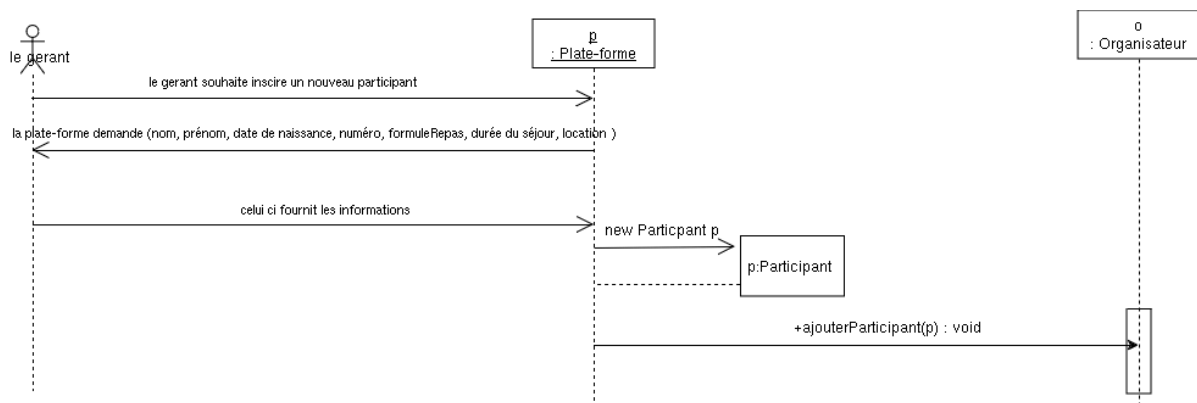 le gerant
p
: Plate-forme
o
: Organisateur
le gerant souhaite inscire un nouveau participant
la plate-forme demande (nom, prénom, date de naissance, numéro, formuleRepas, durée du séjour, location )
celui ci fournit les informations
new Particpant p
p:Participant
+ajouterParticipant(p) : void